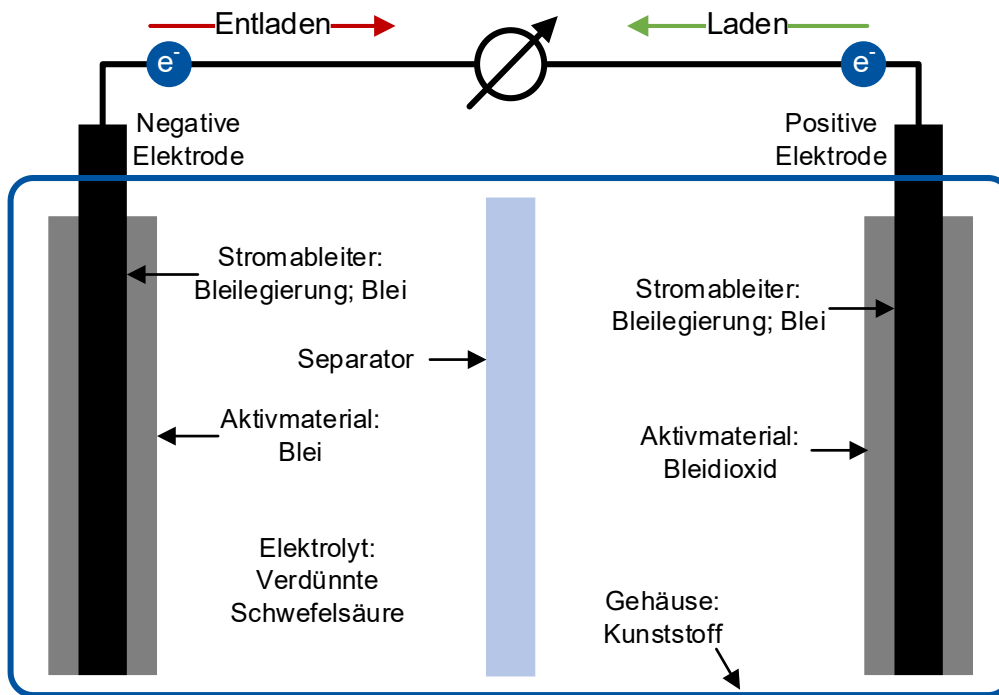 Entladen
Laden
e-
e-
Negative
Elektrode
Positive
Elektrode
Stromableiter:
Bleilegierung; Blei
Stromableiter:
Bleilegierung; Blei
Separator
Aktivmaterial:
Blei
Aktivmaterial:
Bleidioxid
Elektrolyt:
Verdünnte
Schwefelsäure
Gehäuse:
Kunststoff